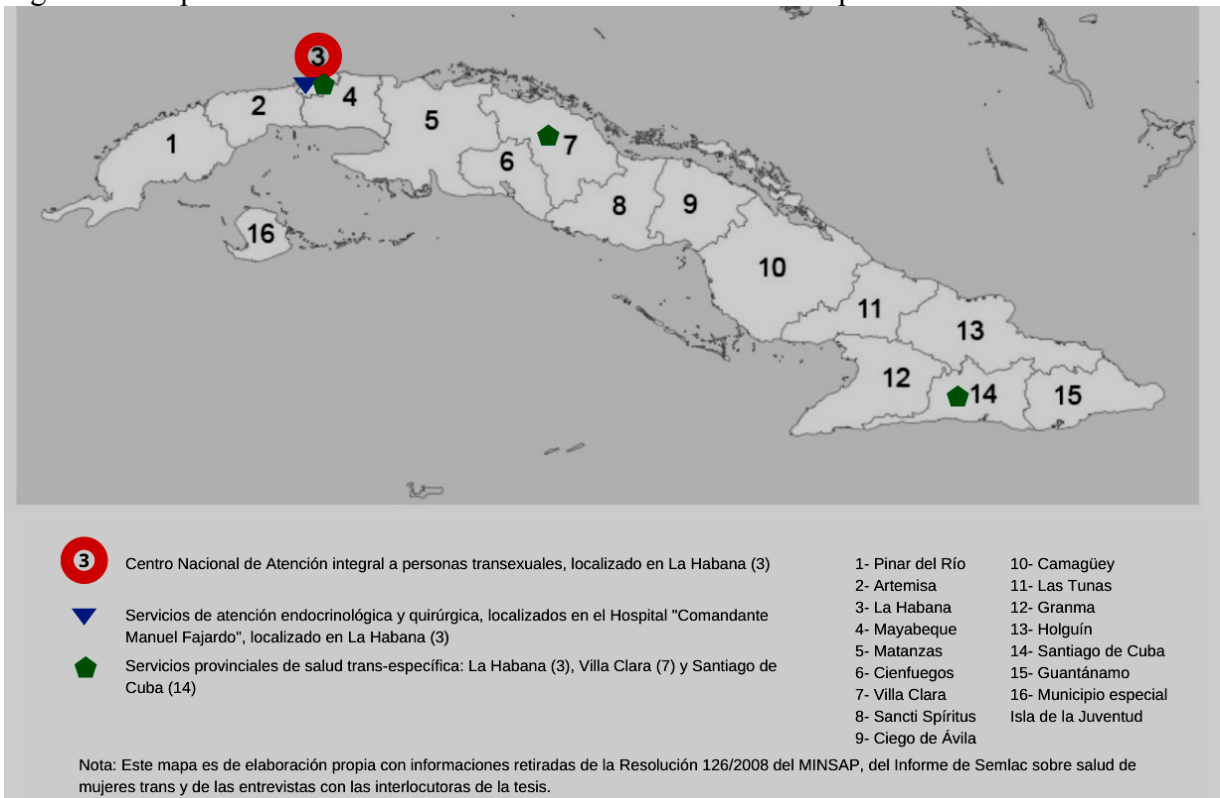 3
2
4
1
5
7
6
8
9
16
10
11
13
12
14
15
3 Centro Nacional de Atención integral a personas transexuales, localizado en La Habana (3)
Servicios de atención endocrinológica y quirúrgica, localizados en el Hospital "Comandante
Manuel Fajardo", localizado en La Habana (3)
Servicios provinciales de salud trans-específica: La Habana (3), Villa Clara (7) y Santiago de
Cuba (14)
1- Pinar del Río
2- Artemisa
3- La Habana
4- Mayabeque
5- Matanzas
6- Cienfuegos
7- Villa Clara
8- Sancti Spíritus
9- Ciego de Ávila
10- Camagüey
11- Las Tunas
12- Granma
13- Holguín
14- Santiago de Cuba
15- Guantánamo
16- Municipio especial
Isla de la Juventud
Nota: Este mapa es de elaboración propia con informaciones retiradas de la Resolución 126/2008 del MINSAP, del Informe de Semlac sobre salud de
mujeres trans y de las entrevistas con las interlocutoras de la tesis.